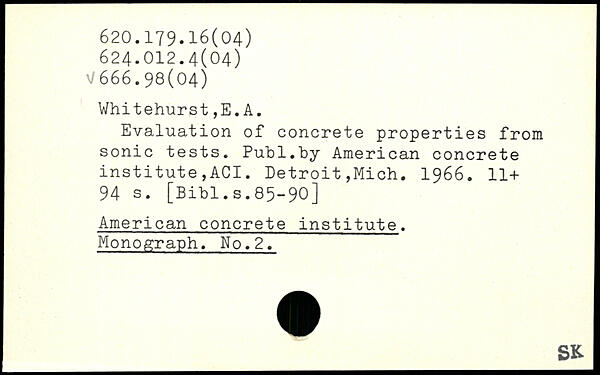 620.179.16(04)
624.012.4(04)
√666.98(04)
Whitehurst,E.A.
Evaluation of concrete properties from
sonic tests. Publ.by American concrete
institute,ACI. Detroit,Mich. 1966. 11+
94 s. [Bibl.s.85-90]
American concrete institute.
Monograph. No.2.
SK